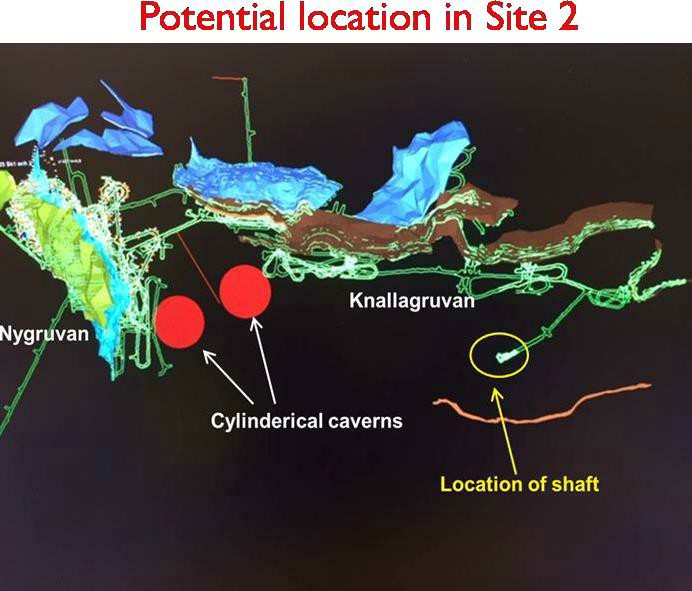 Potential location in Site 2
Knallagruvan
Nygruvan
Cylinderical caverns
Location of shaft